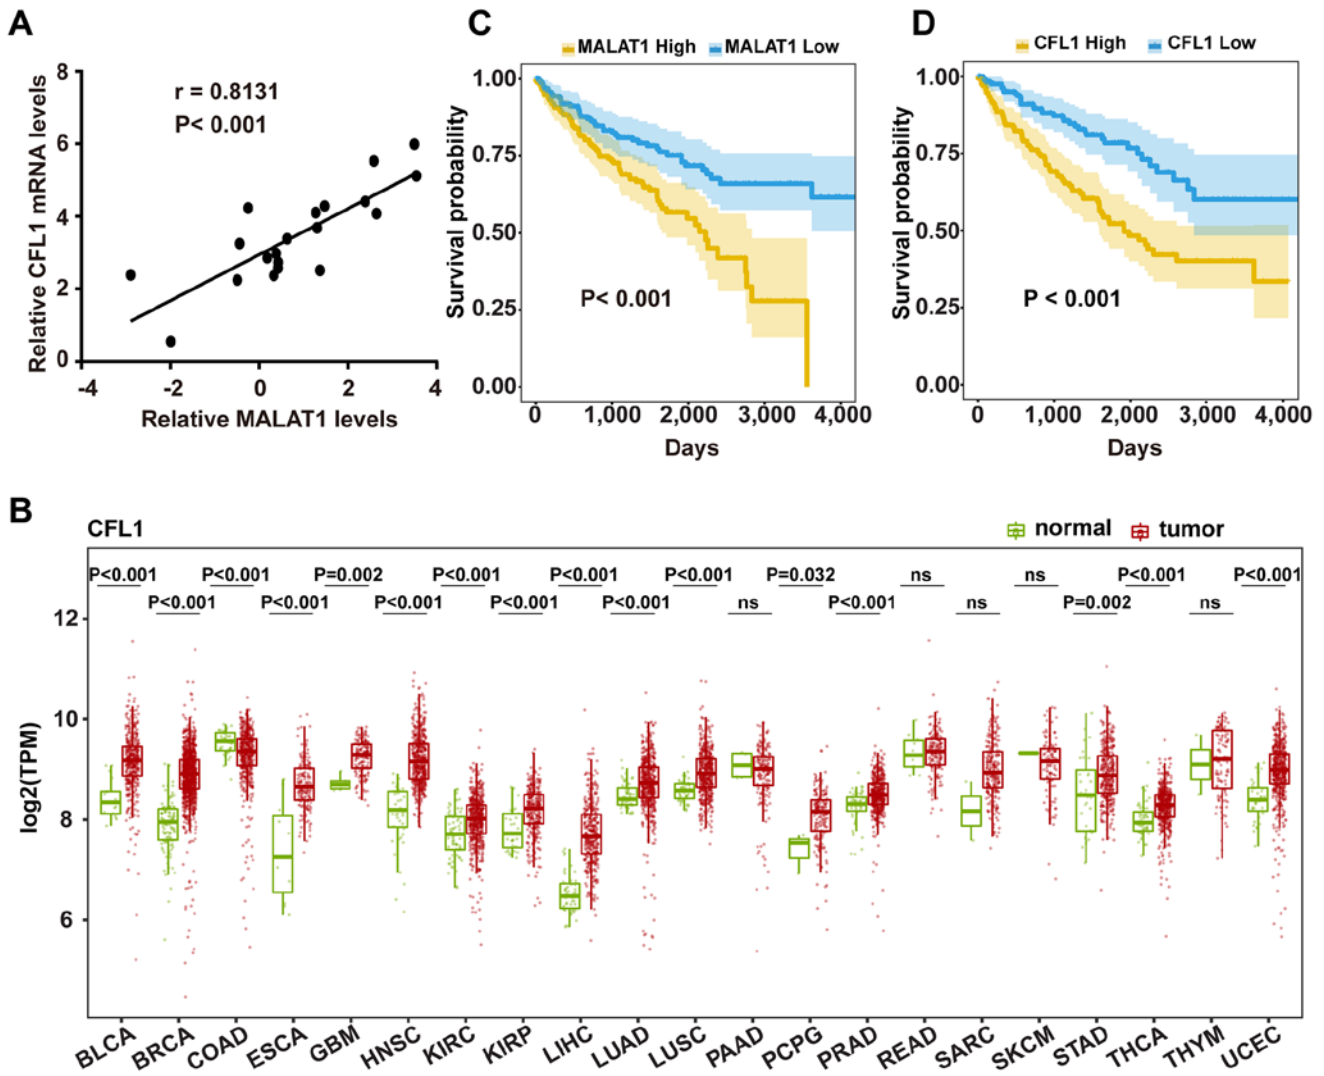 A
r = 0.8131
P< 0.001
Relative CFL1 mRNA levels
8
6
4
2
0
-4 -2 0 2 4
Relative MALAT1 levels
C
MALAT1 High MALAT1 Low
Survival probability
1.00
0.75
0.50
0.25
0.00
P< 0.001
0 1,000 2,000 3,000 4,000
Days
D
CFL1 High CFL1 Low
Survival probability
1.00
0.75
0.50
0.25
0.00
P < 0.001
0 1,000 2,000 3,000 4,000
Days
B
CFL1
normal tumor
P<0.001 P<0.001 P=0.002 P<0.001 P<0.001 P<0.001 P=0.032 ns ns P<0.001 P<0.001
P<0.001 P<0.001 P<0.001 P<0.001 P<0.001 ns P<0.001 ns P=0.002 ns
log2(TPM)
12
10
8
6
BLCA BRCA COAD ESCA GBM HNSC KIRC KIRP LIHC LUAD LUSC PAAD PCPG PRAD READ SARC SKCM STAD THCA THYM UCEC